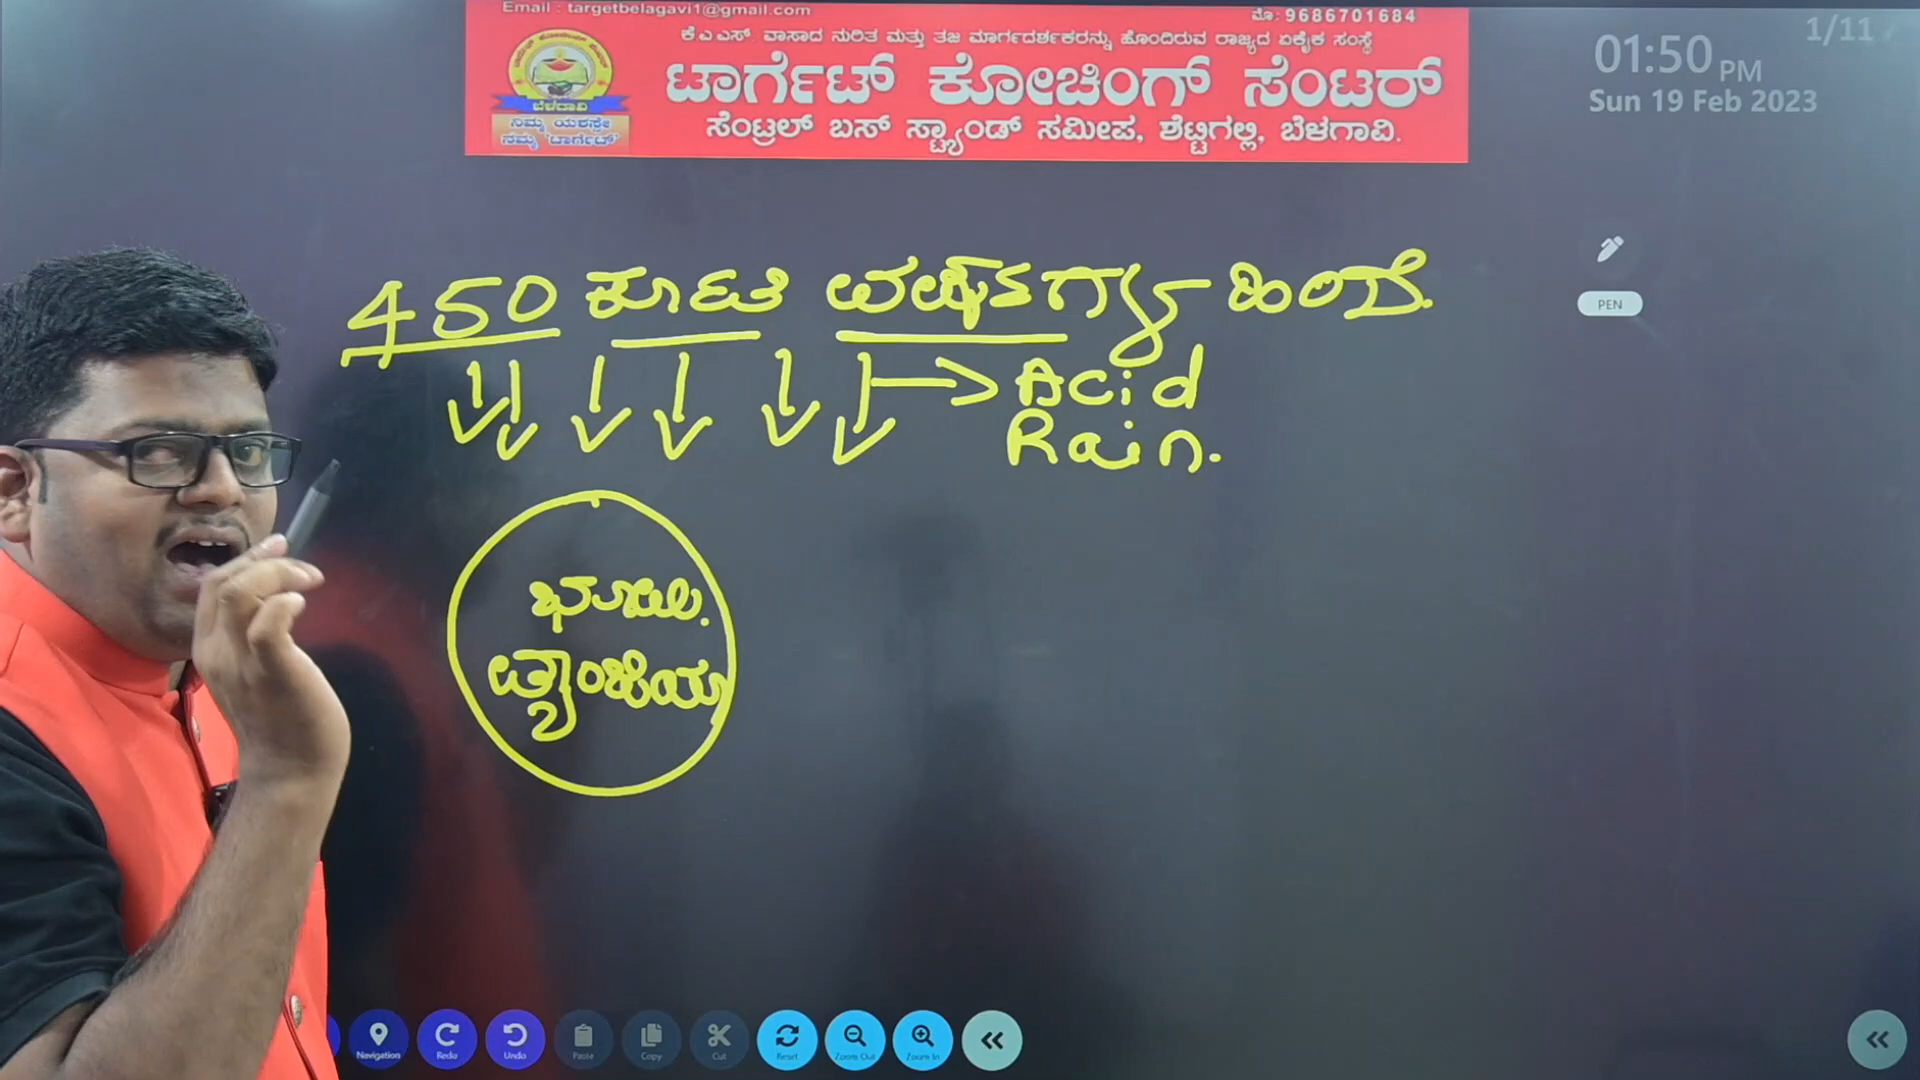 Email : targetbelagavi1@gmail.com
ಮೊ: 9686701684
ಕೆ ಎ ಎಸ್. ವಾಸಾದ ನುರಿತ ಮತ್ತು ತಜ್ಞ ಮಾರ್ಗದರ್ಶಕರನ್ನು ಹೊಂದಿರುವ ರಾಜ್ಯದ ಏಕೈಕ ಸಂಸ್ಥೆ
ಟಾರ್ಗೆಟ್ ಕೋಚಿಂಗ್ ಸೆಂಟರ್
ಸೆಂಟ್ರಲ್ ಬಸ್ ಸ್ಟ್ಯಾಂಡ್ ಸಮೀಪ, ಶೆಟ್ಟಿಗಲ್ಲಿ, ಬೆಳಗಾವಿ.
ಬೆಳಗಾವಿ
ನಿಮ್ಮ ಯಶಸ್ಸೇ
ನಮ್ಮ 'ಟಾರ್ಗೆಟ್'
01:50 PM
Sun 19 Feb 2023
1/11
PEN
450 ಕೋಟಿ ವರ್ಷಗಳ ಹಿಂದೆ.
Acid
Rain.
ಭೂಮಿ.
Navigation
Redo
Undo
Paste
Copy
Cut
Reset
Zoom Out
Zoom In